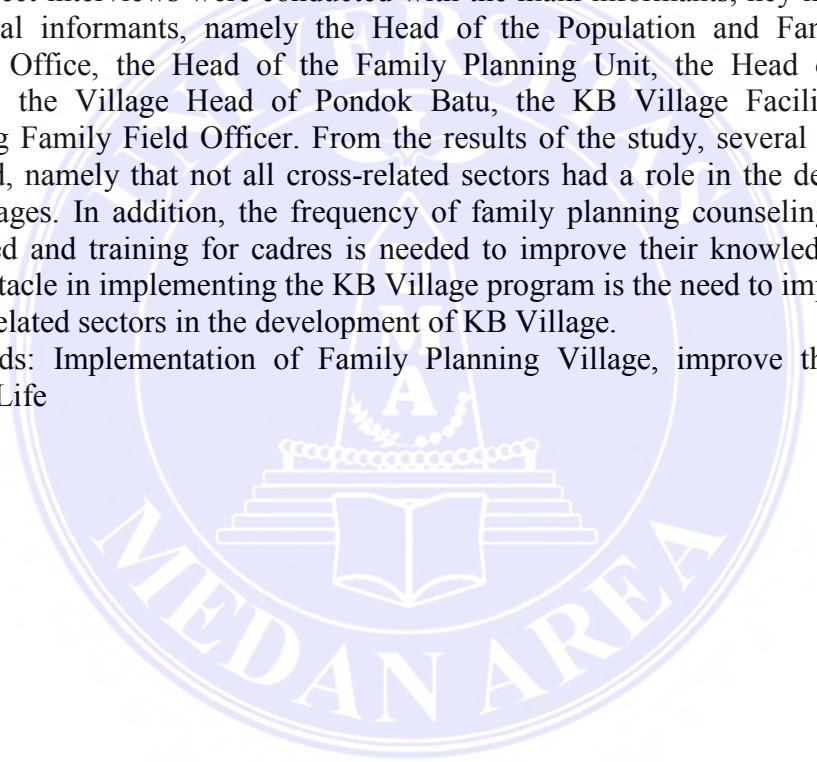 ect interviews were conducted with the main informants, key
al informants, namely the Head of the Population and Fam
Office, the Head of the Family Planning Unit, the Head
the Village Head of Pondok Batu, the KB Village Facili
g Family Field Officer. From the results of the study, several
d, namely that not all cross-related sectors had a role in the de
ages. In addition, the frequency of family planning counseling
ed and training for cadres is needed to improve their knowled
tacle in implementing the KB Village program is the need to imp
elated sectors in the development of KB Village.
ds: Implementation of Family Planning Village, improve th
Life
UNIVERSITAS
M
A
MEDAN AREA